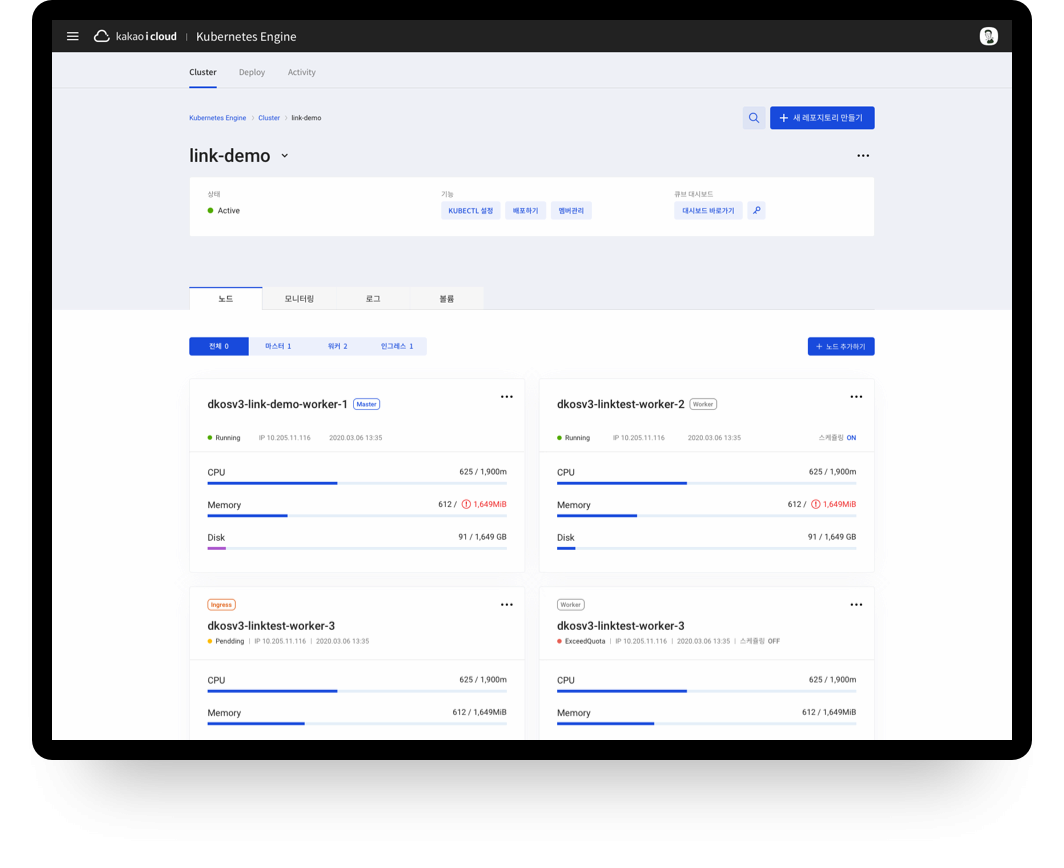 kakao i cloud | Kubernetes Engine
Cluster Deploy Activity
Kubernetes Engine > Cluster > link-demo
+ 새 레포지토리 만들기
link-demo
상태 기능 큐브 대시보드
Active KUBECTL 설정 배포하기 멤버관리 대시보드 바로가기
노드 모니터링 로그 볼륨
전체 0 마스터 1 워커 2 인그레스 1
+ 노드 추가하기
dkosv3-link-demo-worker-1 Master
Running IP 10.205.11.116 2020.03.06 13:35
CPU 625 / 1,900m
Memory 612 / 1,649MiB
Disk 91 / 1,649 GB
dkosv3-linktest-worker-2 Worker
Running IP 10.205.11.116 2020.03.06 13:35 스케쥴링 ON
CPU 625 / 1,900m
Memory 612 / 1,649MiB
Disk 91 / 1,649 GB
Ingress
dkosv3-linktest-worker-3
Pendding | IP 10.205.11.116 | 2020.03.06 13:35
CPU 625 / 1,900m
Memory 612 / 1,649MiB
Worker
dkosv3-linktest-worker-3
ExceedQuota | IP 10.205.11.116 | 2020.03.06 13:35 | 스케쥴링 OFF
CPU 625 / 1,900m
Memory 612 / 1,649MiB